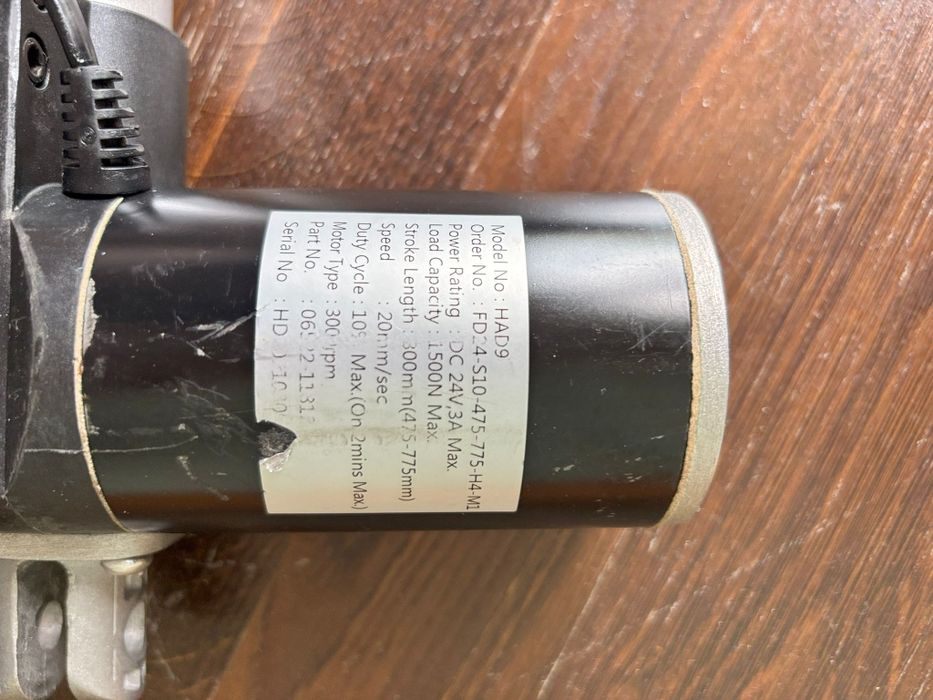 Model No : HAD9
Order No. : FD24-S10-475-775-H4-M1
Power Rating : DC 24V,3A Max.
Load Capacity : 1500N Max.
Stroke Length : 300mm(475-775mm)
Speed : 20mm/sec
Duty Cycle : Max.(On 2mins Max.)
Motor Type :
Part No. :
Serial No : HD